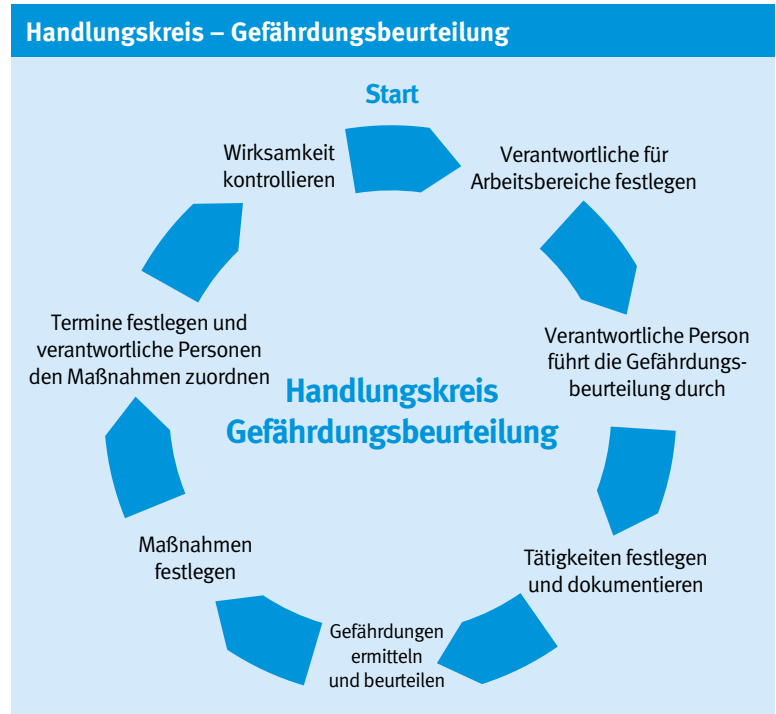 Handlungskreis – Gefährdungsbeurteilung
Start
Verantwortliche für
Arbeitsbereiche festlegen
Verantwortliche Person
führt die Gefährdungs-
beurteilung durch
Tätigkeiten festlegen
und dokumentieren
Gefährdungen
ermitteln
und beurteilen
Maßnahmen
festlegen
Termine festlegen und
verantwortliche Personen
den Maßnahmen zuordnen
Wirksamkeit
kontrollieren
Handlungskreis
Gefährdungsbeurteilung